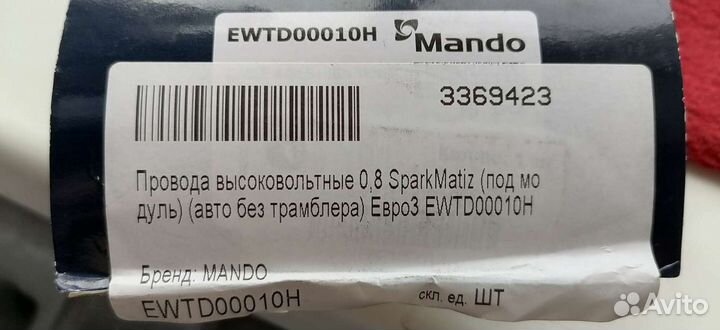 EWTD00010H Mando
3369423
Провода высоковольтные 0,8 SparkMatiz (под мо
дуль) (авто без трамблера) Евро3 EWTD00010H
Бренд: MANDO
EWTD00010H скл. ед. ШТ
Avito